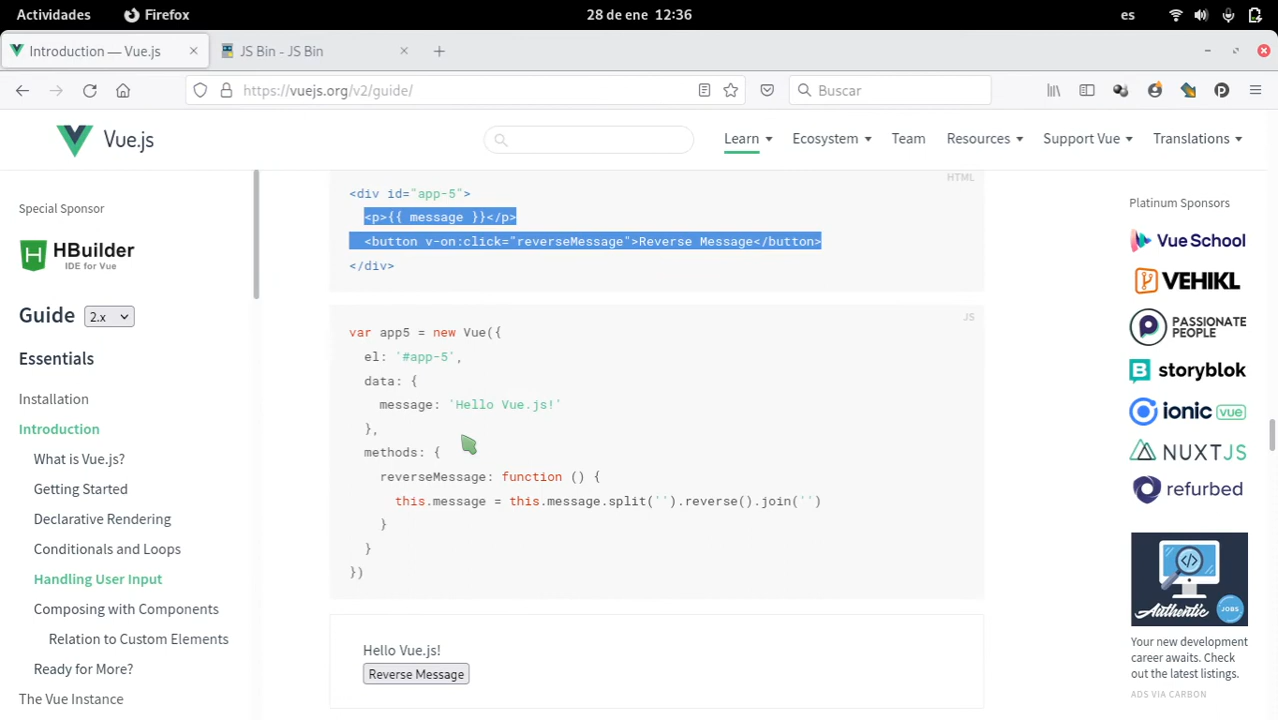 Actividades
Firefox
28 de ene 12:36
es
Introduction — Vue.js
JS Bin - JS Bin
https://vuejs.org/v2/guide/
Buscar
Vue.js
Learn
Ecosystem
Team
Resources
Support Vue
Translations
Special Sponsor
HBuilder
IDE for Vue
Guide 2.x
Essentials
Installation
Introduction
What is Vue.js?
Getting Started
Declarative Rendering
Conditionals and Loops
Handling User Input
Composing with Components
Relation to Custom Elements
Ready for More?
The Vue Instance
HTML
<div id="app-5">
<p>{{ message }}</p>
<button v-on:click="reverseMessage">Reverse Message</button>
</div>
JS
var app5 = new Vue({
el: '#app-5',
data: {
message: 'Hello Vue.js!'
},
methods: {
reverseMessage: function () {
this.message = this.message.split('').reverse().join('')
}
}
})
Hello Vue.js!
Reverse Message
Platinum Sponsors
Vue School
VEHIKL
PASSIONATE
PEOPLE
storyblok
ionic vue
NUXTJS
refurbed
Authentic JOBS
Your new development
career awaits. Check
out the latest listings.
ADS VIA CARBON